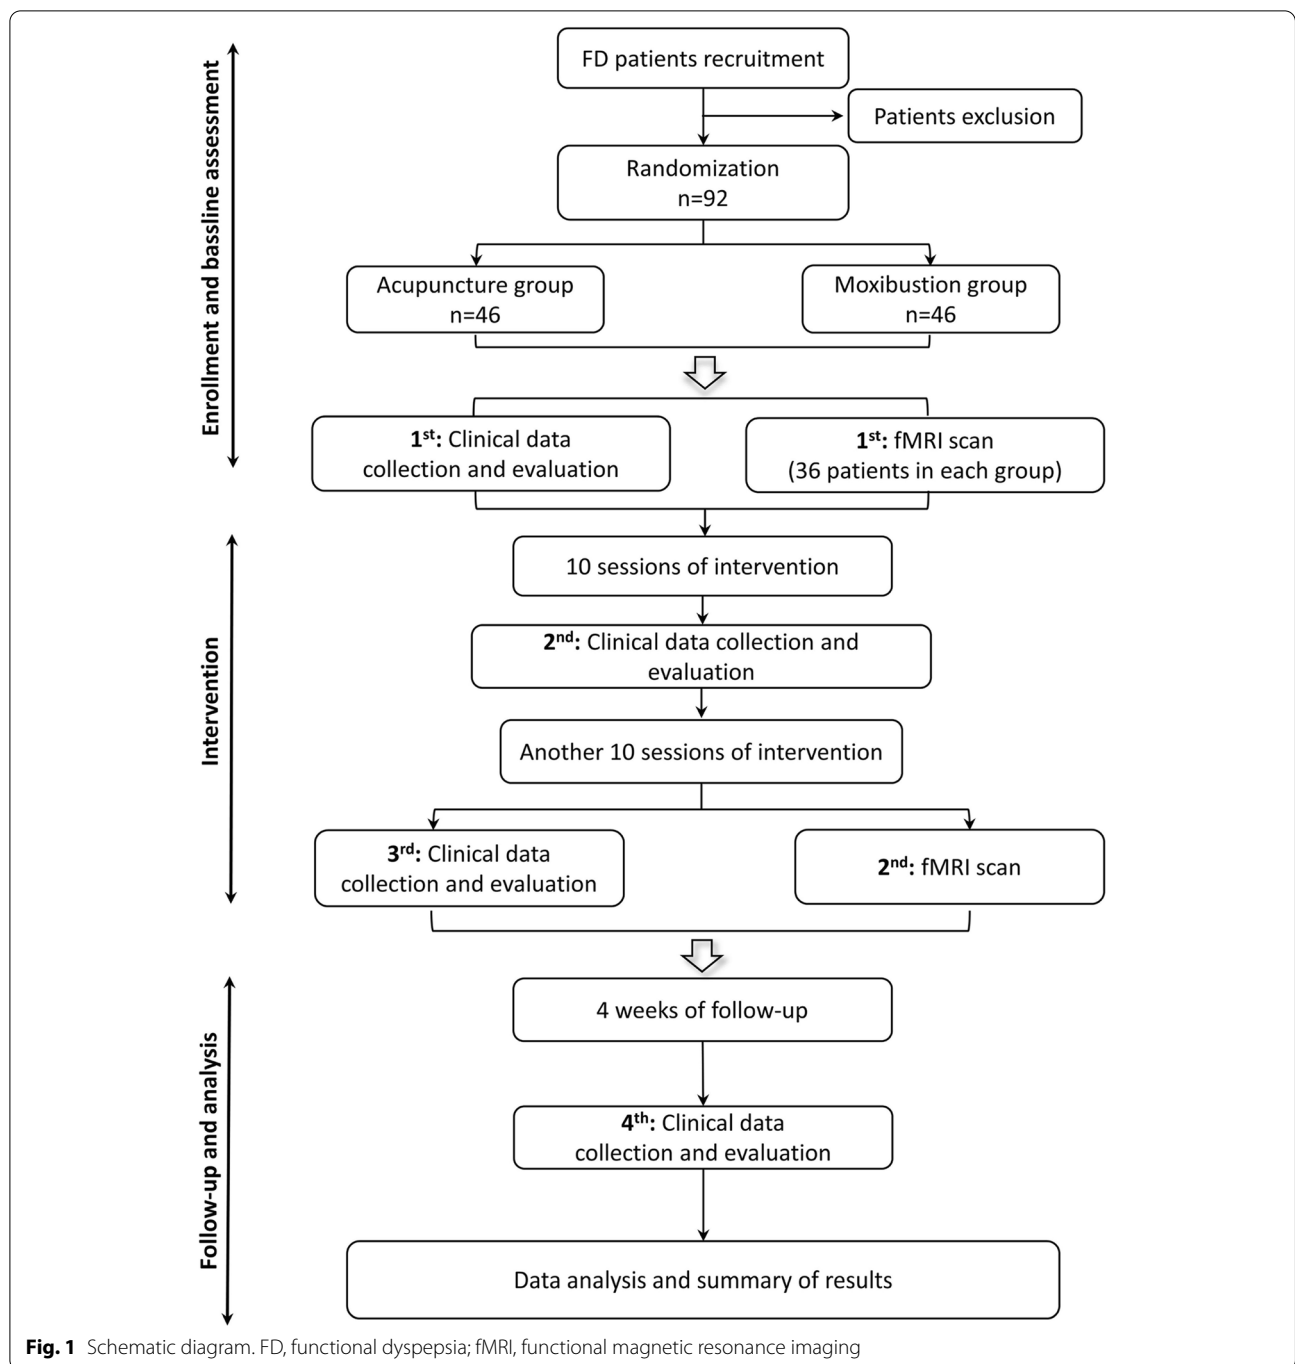 FD patients recruitment
Patients exclusion
Randomization
n=92
Acupuncture group
n=46
Moxibustion group
n=46
1st: Clinical data
collection and evaluation
1st: fMRI scan
(36 patients in each group)
Enrollment and bassline assessment
10 sessions of intervention
2nd: Clinical data collection and
evaluation
Another 10 sessions of intervention
3rd: Clinical data
collection and evaluation
2nd: fMRI scan
Intervention
4 weeks of follow-up
4th: Clinical data
collection and evaluation
Data analysis and summary of results
Follow-up and analysis
Fig. 1 Schematic diagram. FD, functional dyspepsia; fMRI, functional magnetic resonance imaging